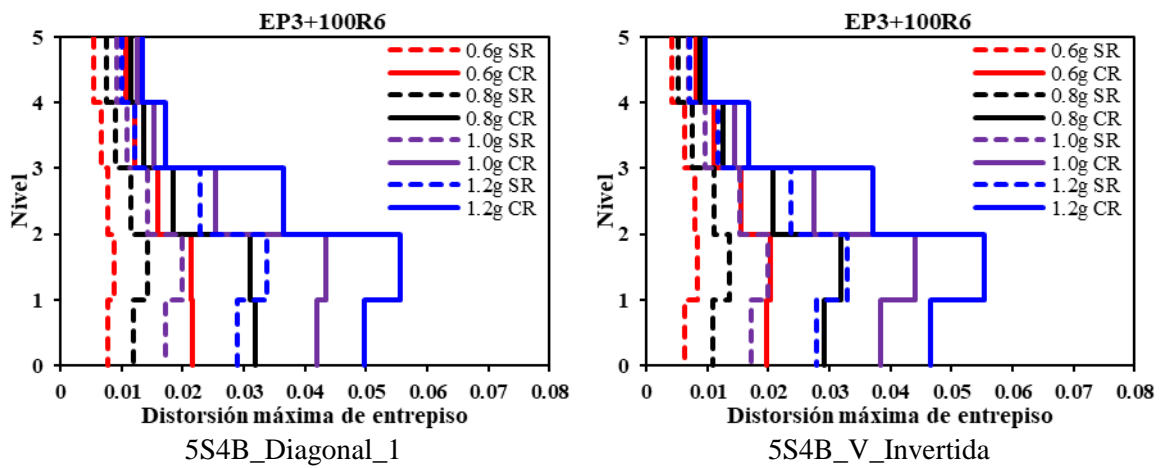 EP3+100R6
5
4
3
2
1
0
Nivel
0.6g SR
0.6g CR
0.8g SR
0.8g CR
1.0g SR
1.0g CR
1.2g SR
1.2g CR
0 0.01 0.02 0.03 0.04 0.05 0.06 0.07 0.08
Distorsión máxima de entrepiso
5S4B_Diagonal_1
EP3+100R6
5
4
3
2
1
0
Nivel
0.6g SR
0.6g CR
0.8g SR
0.8g CR
1.0g SR
1.0g CR
1.2g SR
1.2g CR
0 0.01 0.02 0.03 0.04 0.05 0.06 0.07 0.08
Distorsión máxima de entrepiso
5S4B_V_Invertida